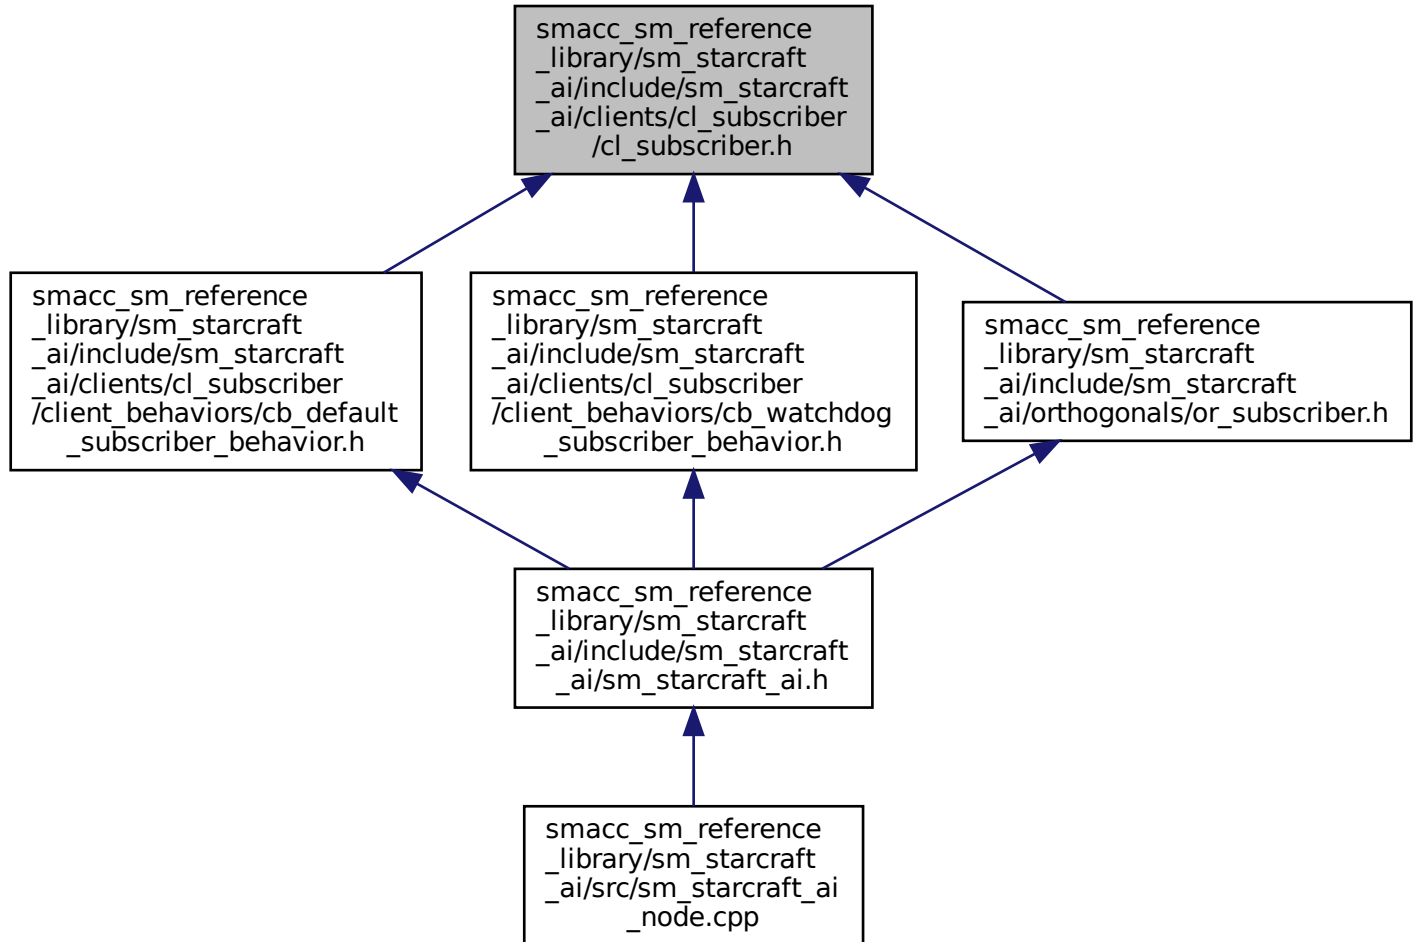 smacc_sm_reference
_library/sm_starcraft
_ai/include/sm_starcraft
_ai/clients/cl_subscriber
/cl_subscriber.h
smacc_sm_reference
_library/sm_starcraft
_ai/include/sm_starcraft
_ai/clients/cl_subscriber
/client_behaviors/cb_default
_subscriber_behavior.h
smacc_sm_reference
_library/sm_starcraft
_ai/include/sm_starcraft
_ai/clients/cl_subscriber
/client_behaviors/cb_watchdog
_subscriber_behavior.h
smacc_sm_reference
_library/sm_starcraft
_ai/include/sm_starcraft
_ai/orthogonals/or_subscriber.h
smacc_sm_reference
_library/sm_starcraft
_ai/include/sm_starcraft
_ai/sm_starcraft_ai.h
smacc_sm_reference
_library/sm_starcraft
_ai/src/sm_starcraft_ai
_node.cpp